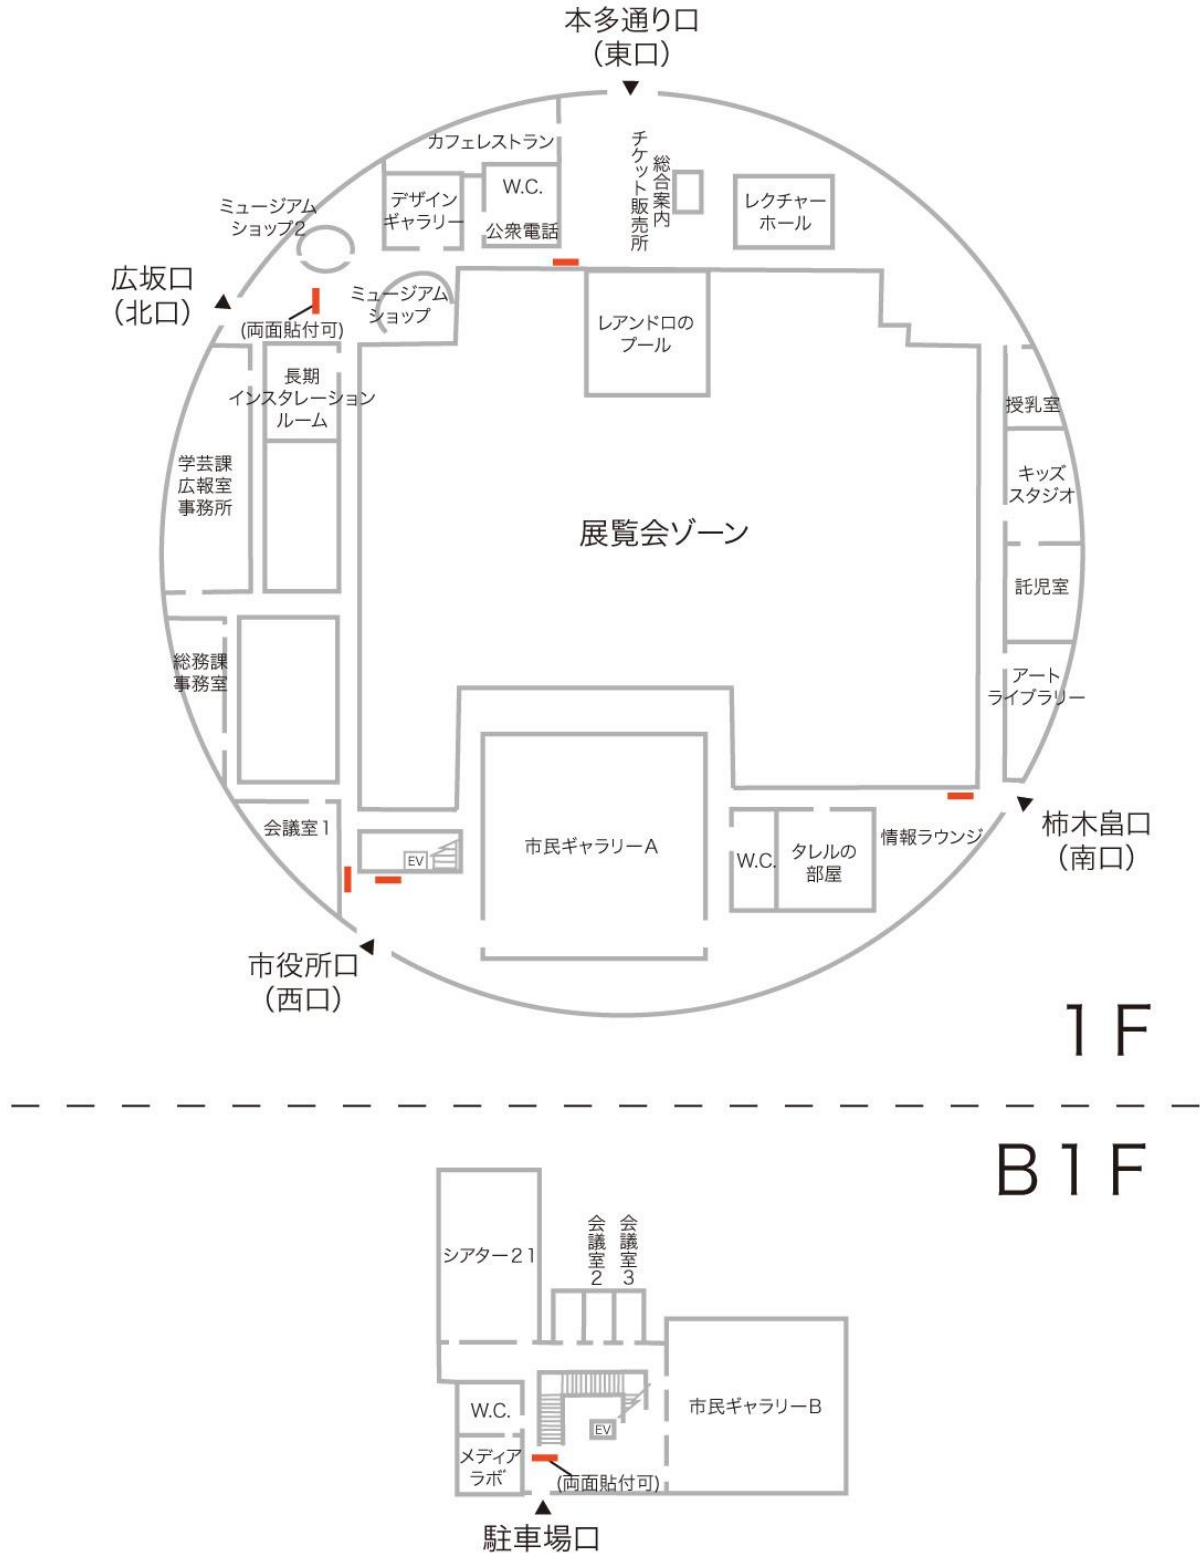 本多通り口
（東口）
カフェレストラン
チケット販売所
総合案内
W.C.
公衆電話
デザイン
ギャラリー
レクチャー
ホール
ミュージアム
ショップ2
広坂口
（北口）
(両面貼付可)
ミュージアム
ショップ
レアンドロの
プール
長期
インスタレーション
ルーム
授乳室
学芸課
広報室
事務所
キッズ
スタジオ
展覧会ゾーン
託児室
総務課
事務室
アート
ライブラリー
会議室1
EV
市民ギャラリーA
W.C.
タレルの
部屋
情報ラウンジ
柿木畠口
（南口）
市役所口
（西口）
1F
B1F
シアター21
会議室2
会議室3
W.C.
EV
市民ギャラリーB
メディア
ラボ
(両面貼付可)
駐車場口